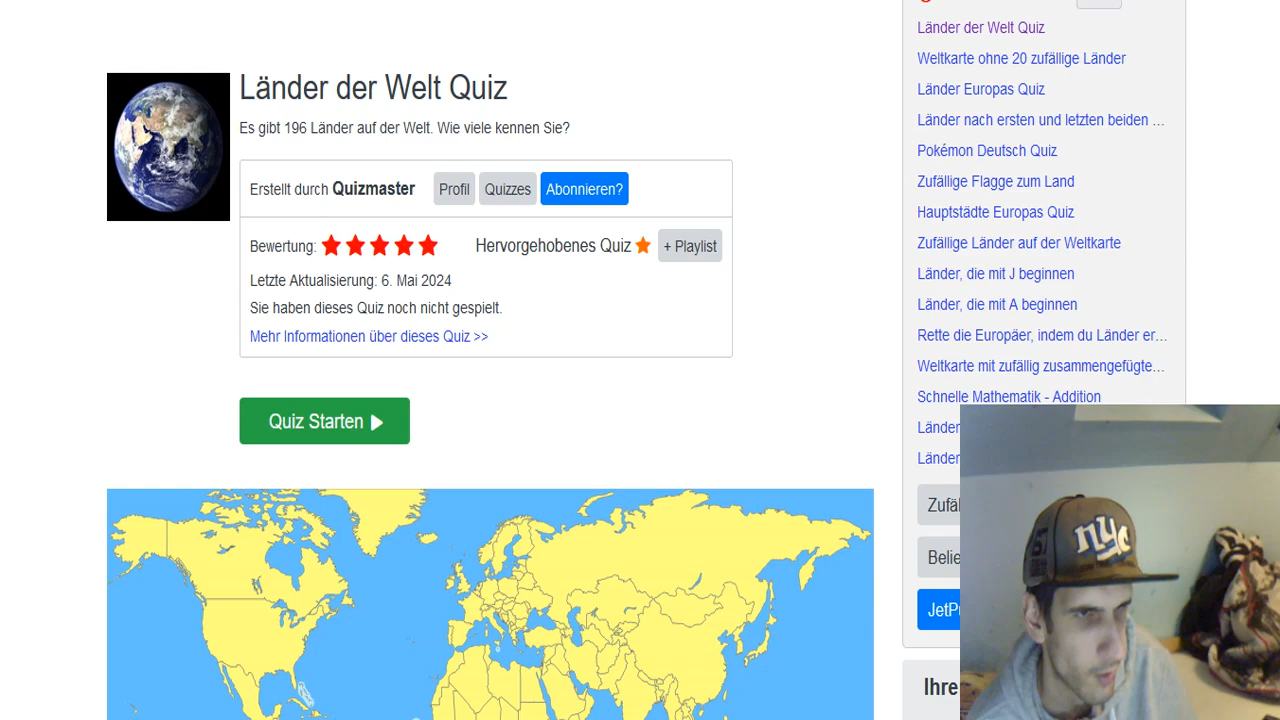 Länder der Welt Quiz
Es gibt 196 Länder auf der Welt. Wie viele kennen Sie?
Erstellt durch Quizmaster Profil Quizzes Abonnieren?
Bewertung: Hervorgehobenes Quiz + Playlist
Letzte Aktualisierung: 6. Mai 2024
Sie haben dieses Quiz noch nicht gespielt.
Mehr Informationen über dieses Quiz >>
Quiz Starten
Länder der Welt Quiz
Weltkarte ohne 20 zufällige Länder
Länder Europas Quiz
Länder nach ersten und letzten beiden ...
Pokémon Deutsch Quiz
Zufällige Flagge zum Land
Hauptstädte Europas Quiz
Zufällige Länder auf der Weltkarte
Länder, die mit J beginnen
Länder, die mit A beginnen
Rette die Europäer, indem du Länder er...
Weltkarte mit zufällig zusammengefügte...
Schnelle Mathematik - Addition
Länder
Länder
Zufäl
Belie
JetPu
Ihre
nyc